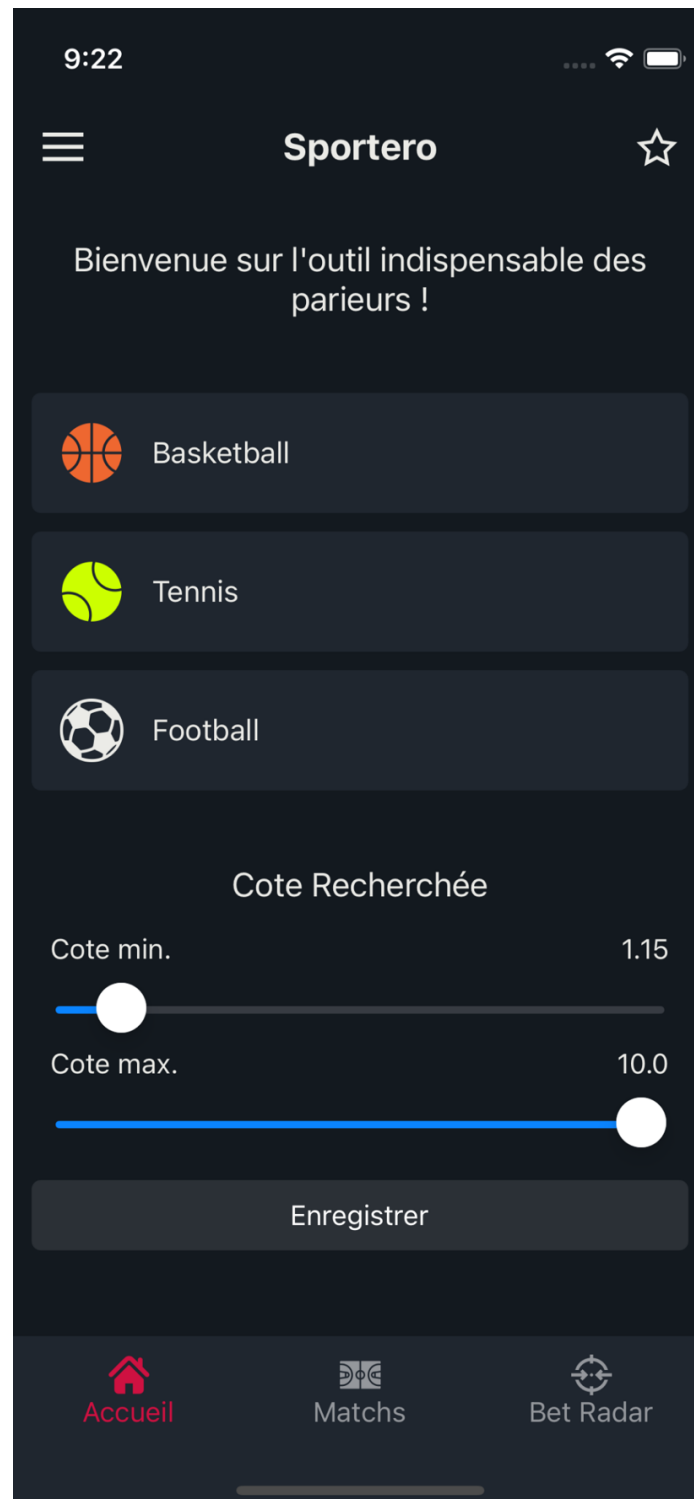 9:22
Sportero
Bienvenue sur l'outil indispensable des
parieurs !
Basketball
Tennis
Football
Cote Recherchée
Cote min. 1.15
Cote max. 10.0
Enregistrer
Accueil Matchs Bet Radar